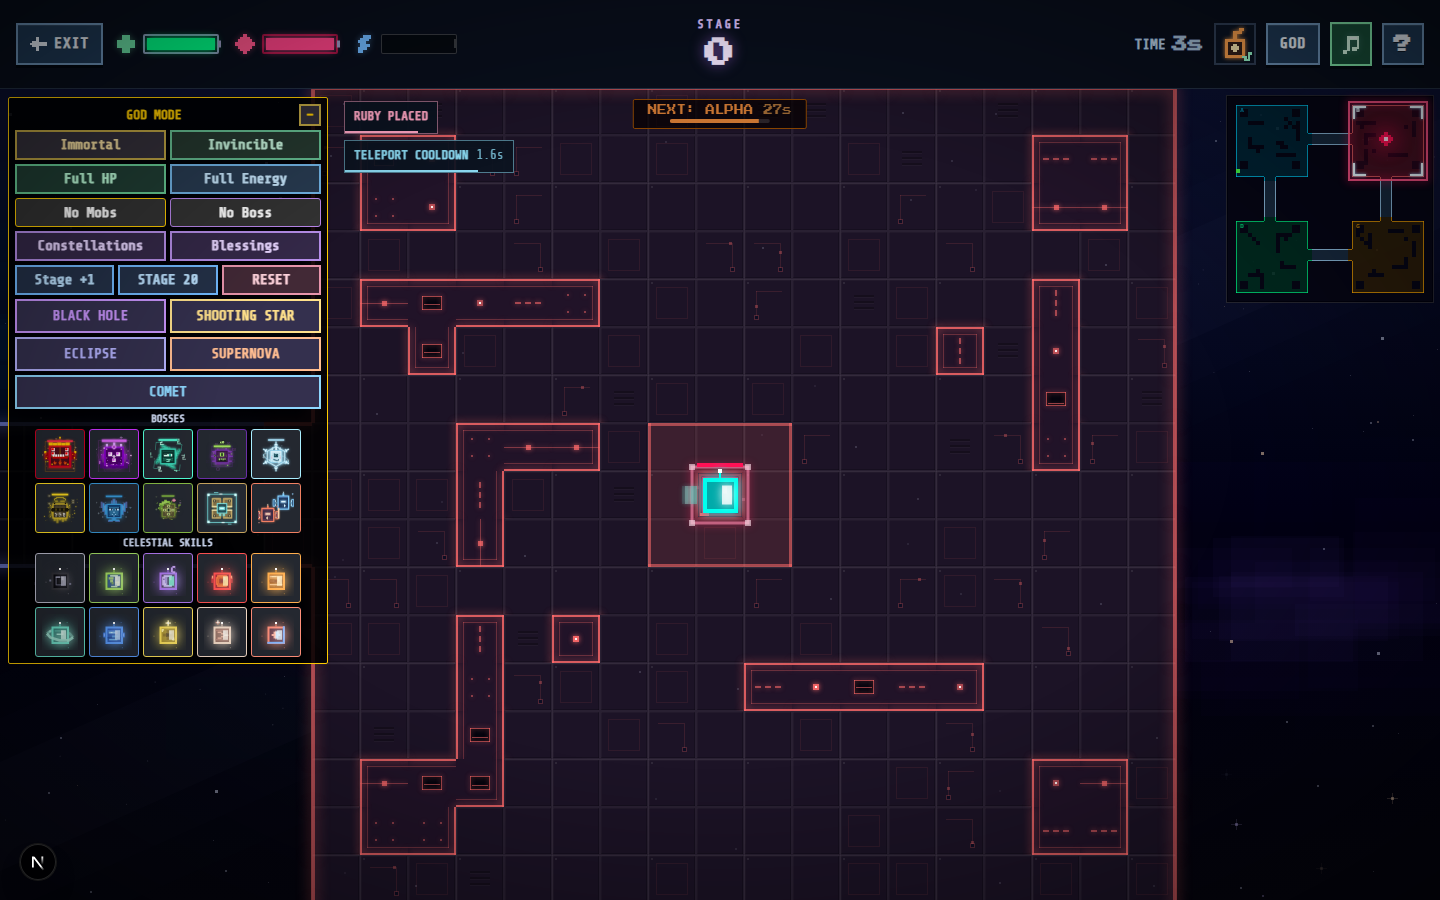 EXIT
STAGE
0
TIME 3s
GOD
?
GOD MODE
-
Immortal
Invincible
Full HP
Full Energy
No Mobs
No Boss
Constellations
Blessings
Stage +1
STAGE 20
RESET
BLACK HOLE
SHOOTING STAR
ECLIPSE
SUPERNOVA
COMET
BOSSES
CELESTIAL SKILLS
RUBY PLACED
TELEPORT COOLDOWN 1.6s
NEXT: ALPHA 27s
N